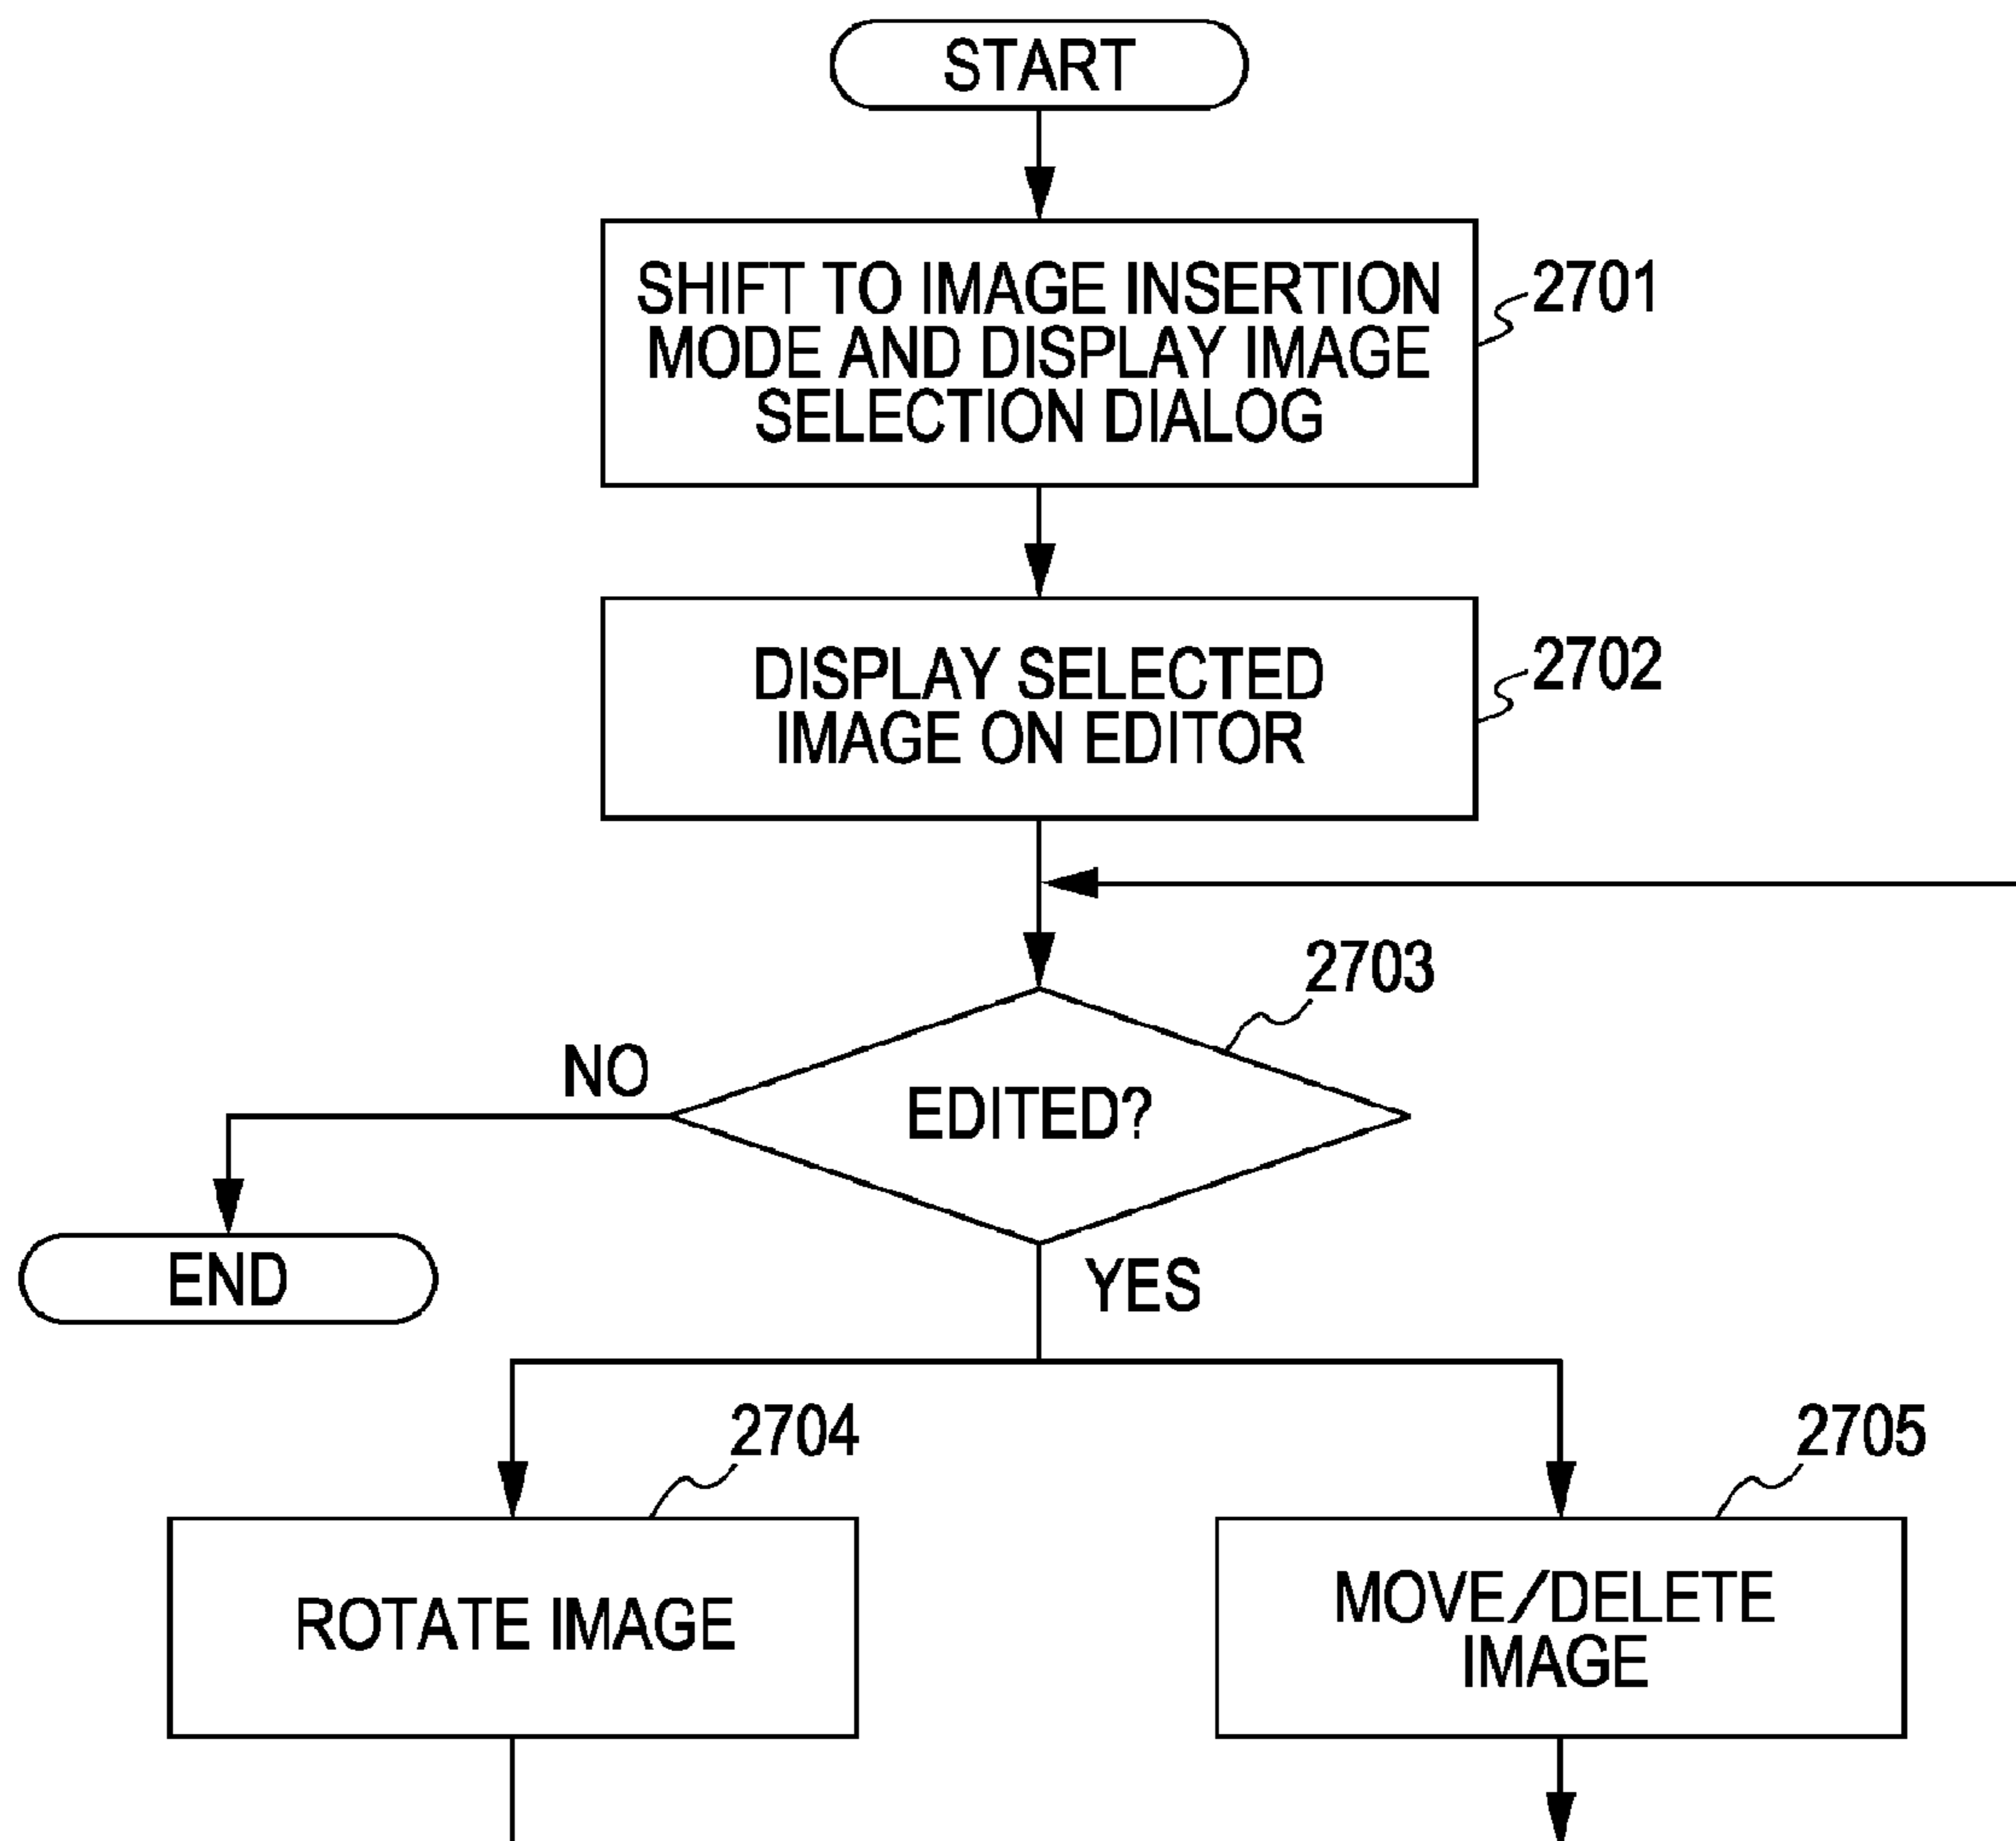 START
SHIFT TO IMAGE INSERTION
MODE AND DISPLAY IMAGE
SELECTION DIALOG
2701
DISPLAY SELECTED
IMAGE ON EDITOR
2702
2703
NO
EDITED?
END
YES
2704
2705
ROTATE IMAGE
MOVE/DELETE
IMAGE